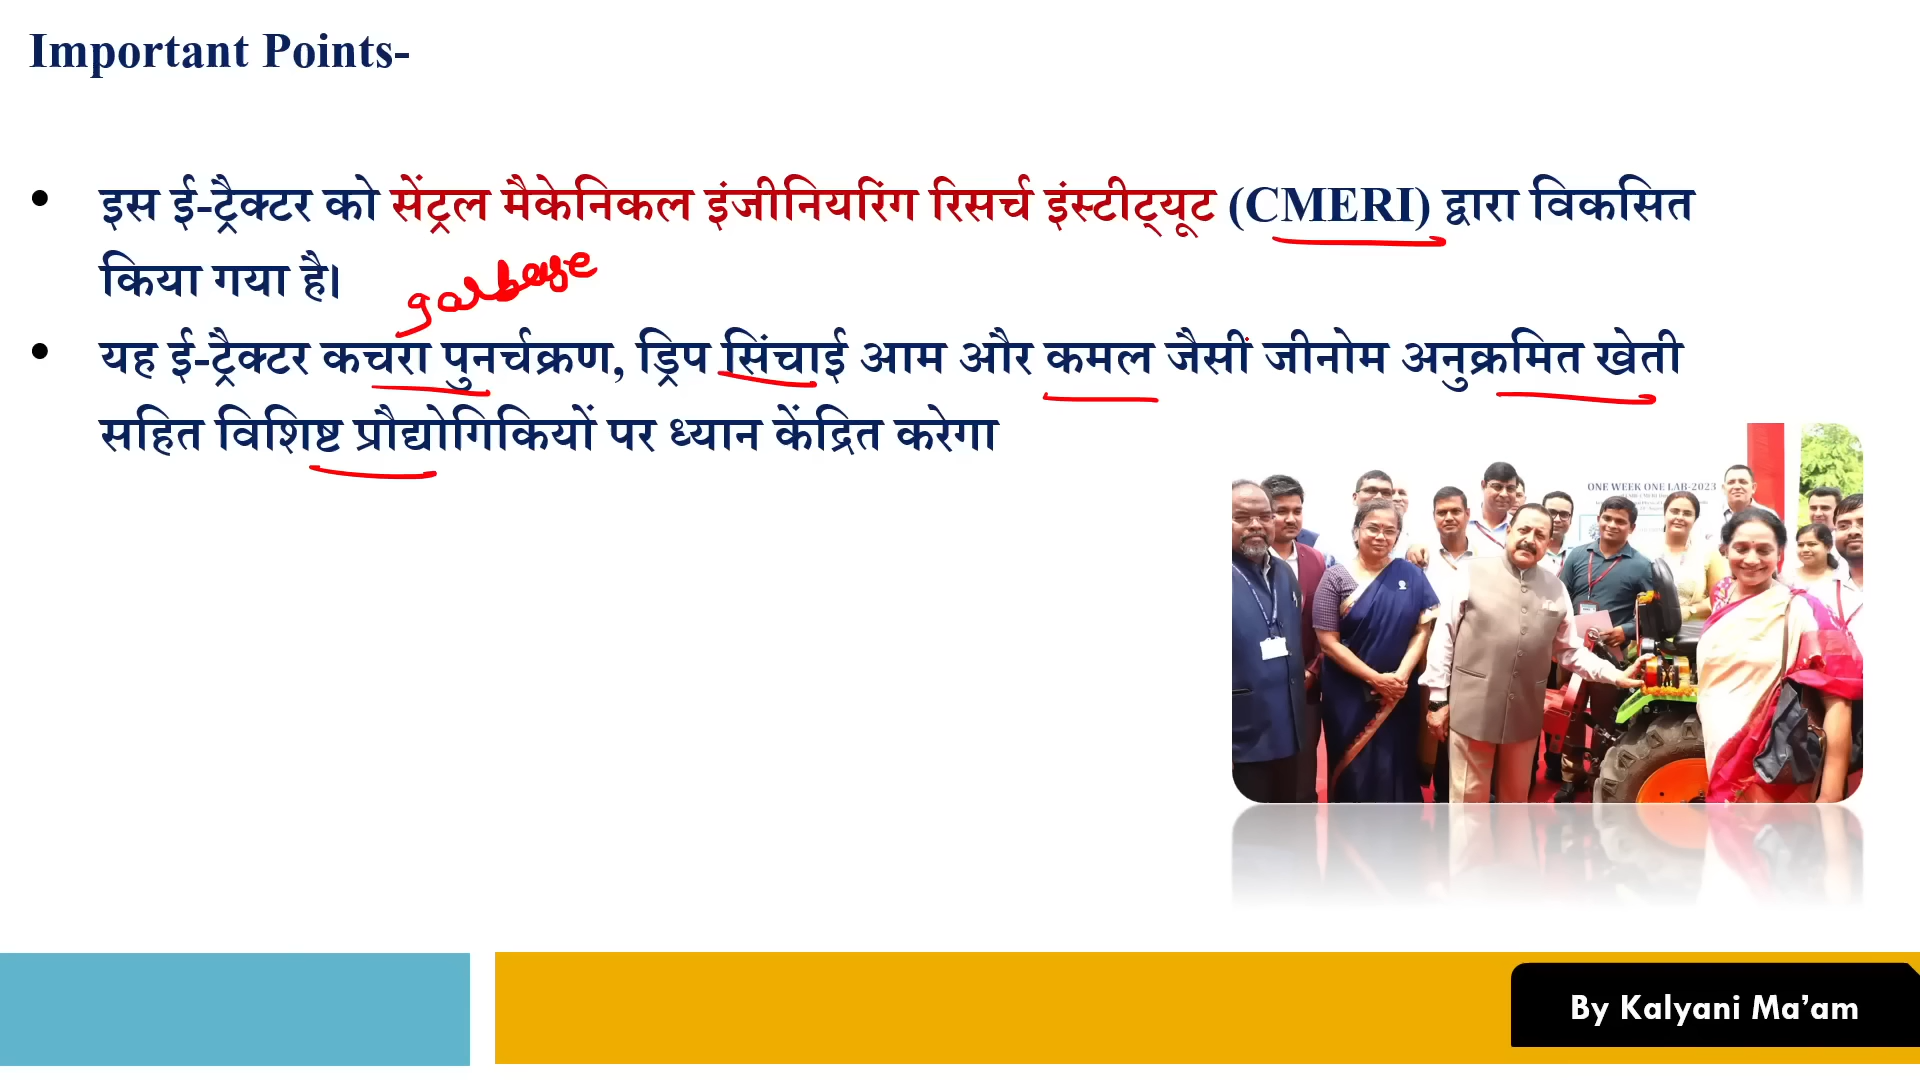 Important Points-
• इस ई-ट्रैक्टर को सेंट्रल मैकेनिकल इंजीनियरिंग रिसर्च इंस्टीट्यूट (CMERI) द्वारा विकसित
किया गया है।
garbage
• यह ई-ट्रैक्टर कचरा पुनर्चक्रण, ड्रिप सिंचाई आम और कमल जैसी जीनोम अनुक्रमित खेती
सहित विशिष्ट प्रौद्योगिकियों पर ध्यान केंद्रित करेगा
ONE WEEK ONE LAB-2023
By Kalyani Ma'am